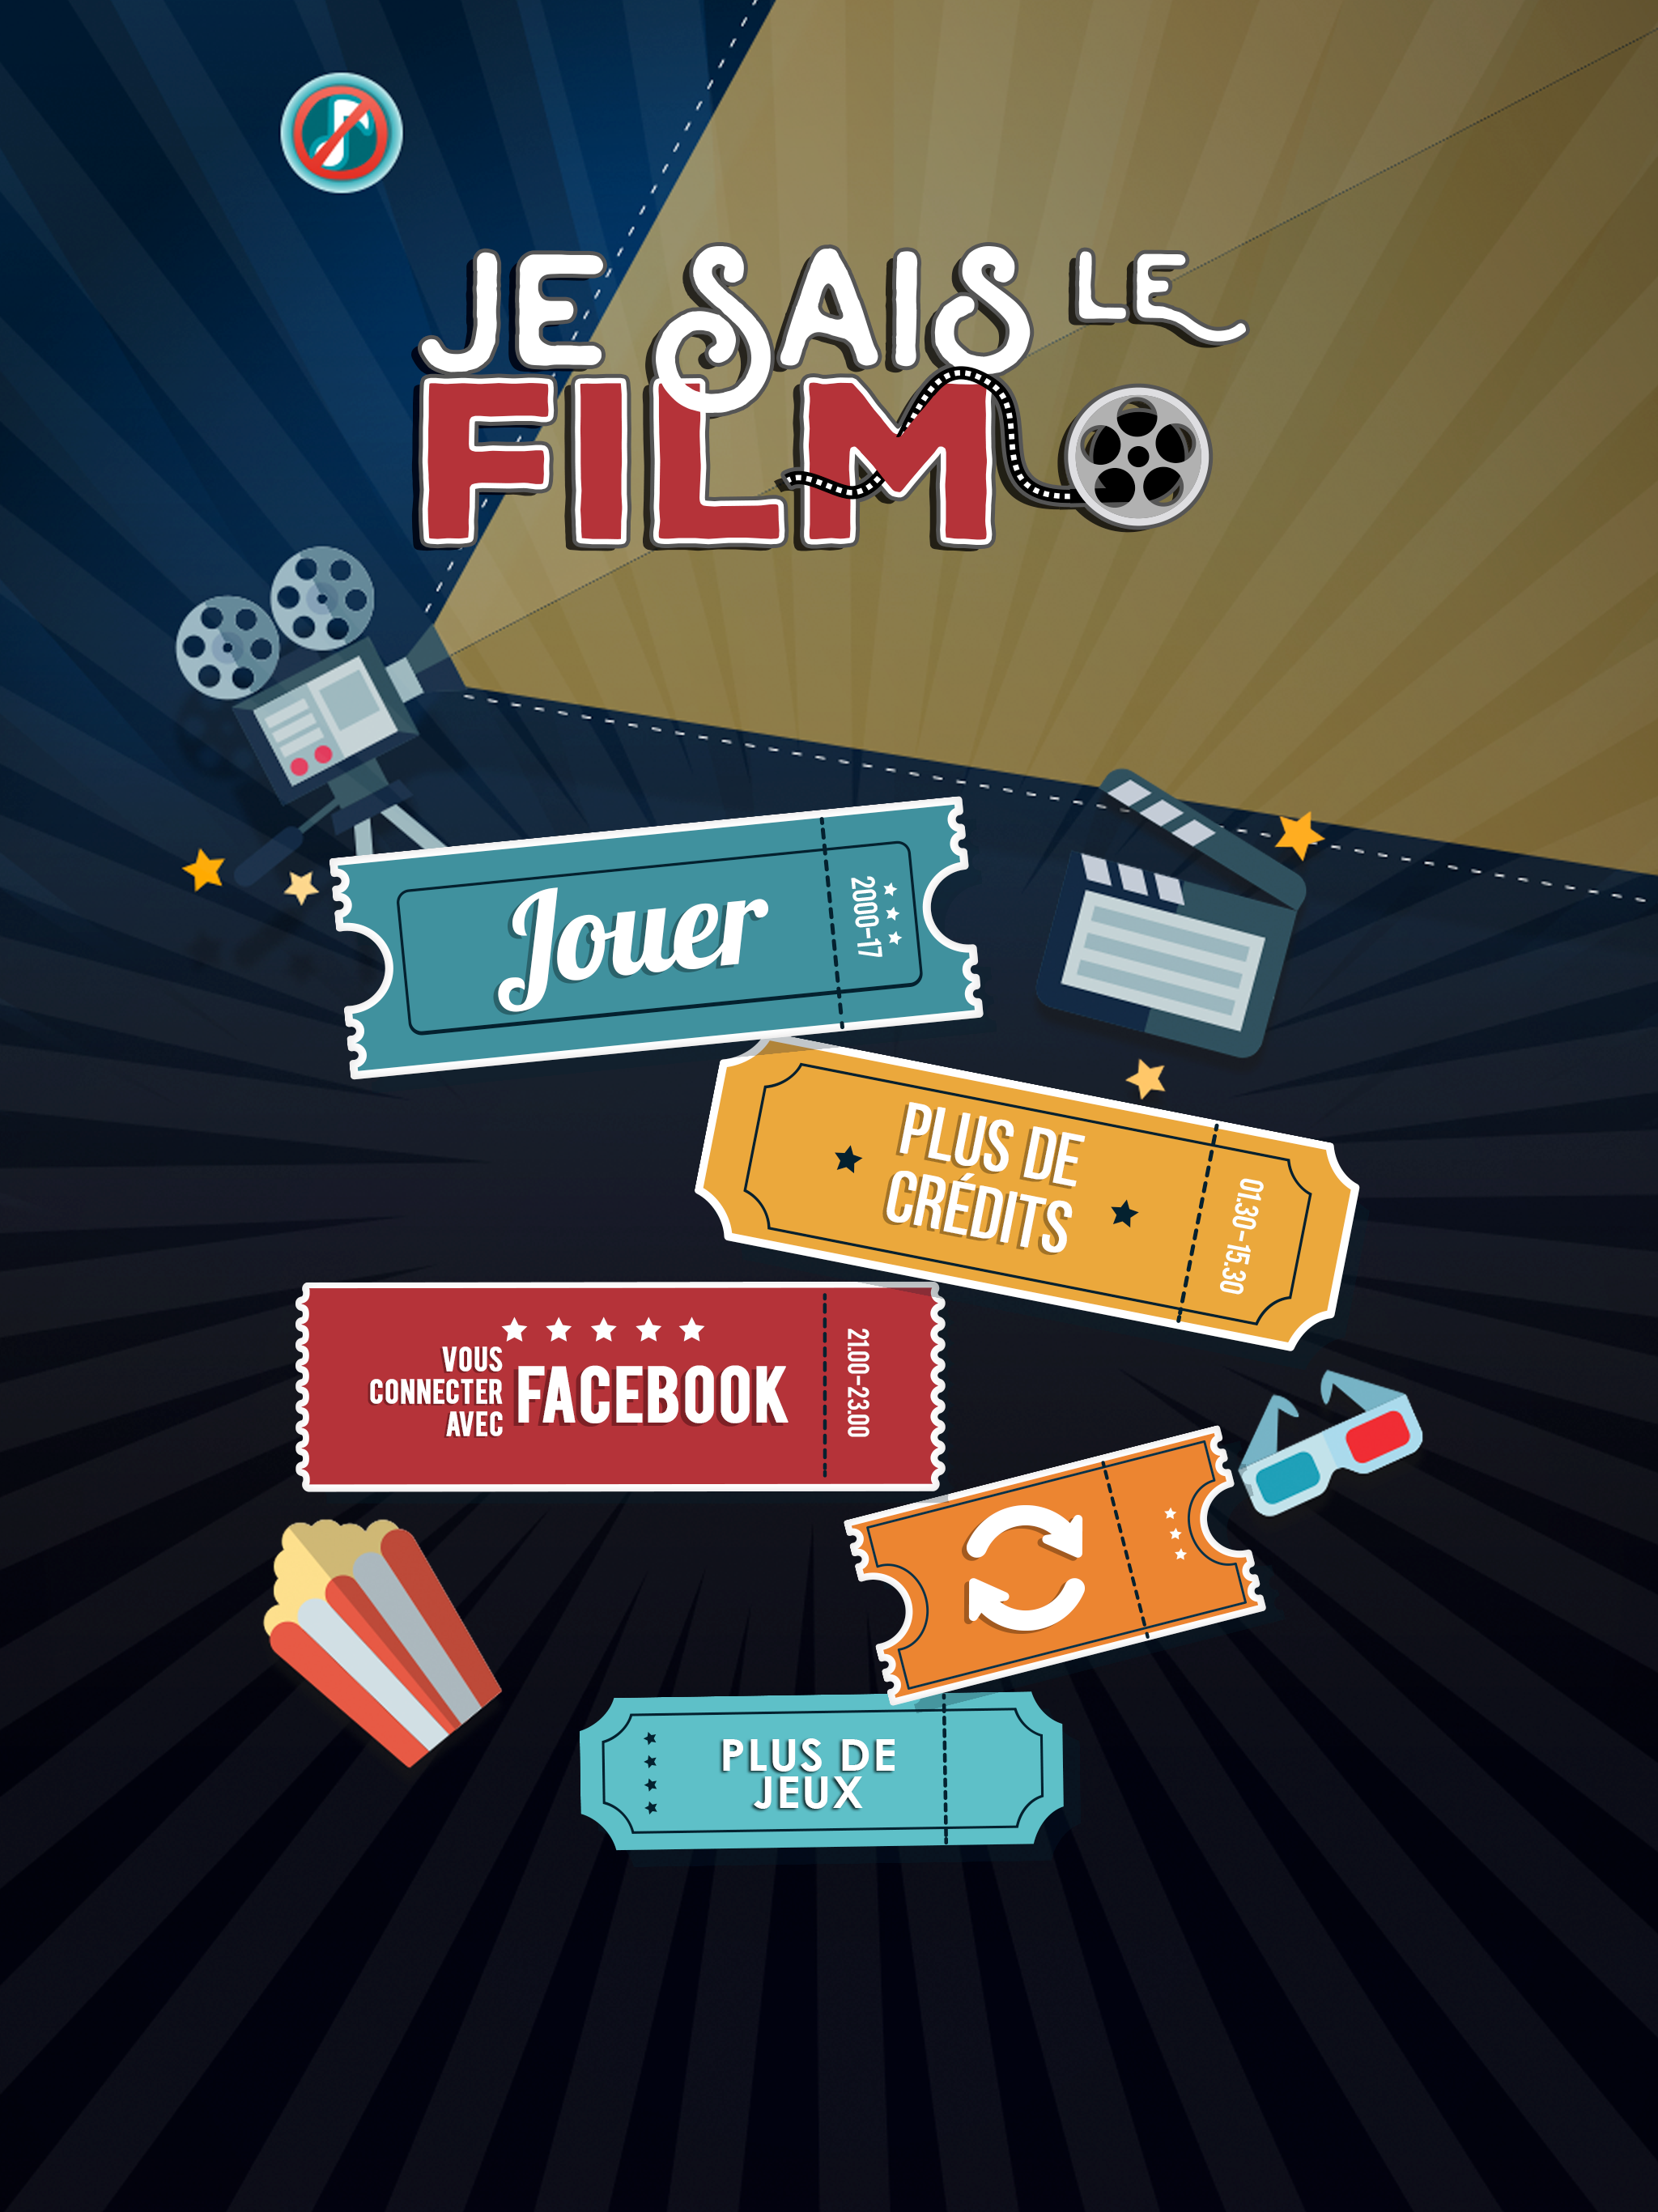 JE SAIS LE
FILM
Jouer
2000-17
PLUS DE
CRÉDITS
01.30-15.30
VOUS
CONNECTER
AVEC
FACEBOOK
21.00-23.00
PLUS DE
JEUX